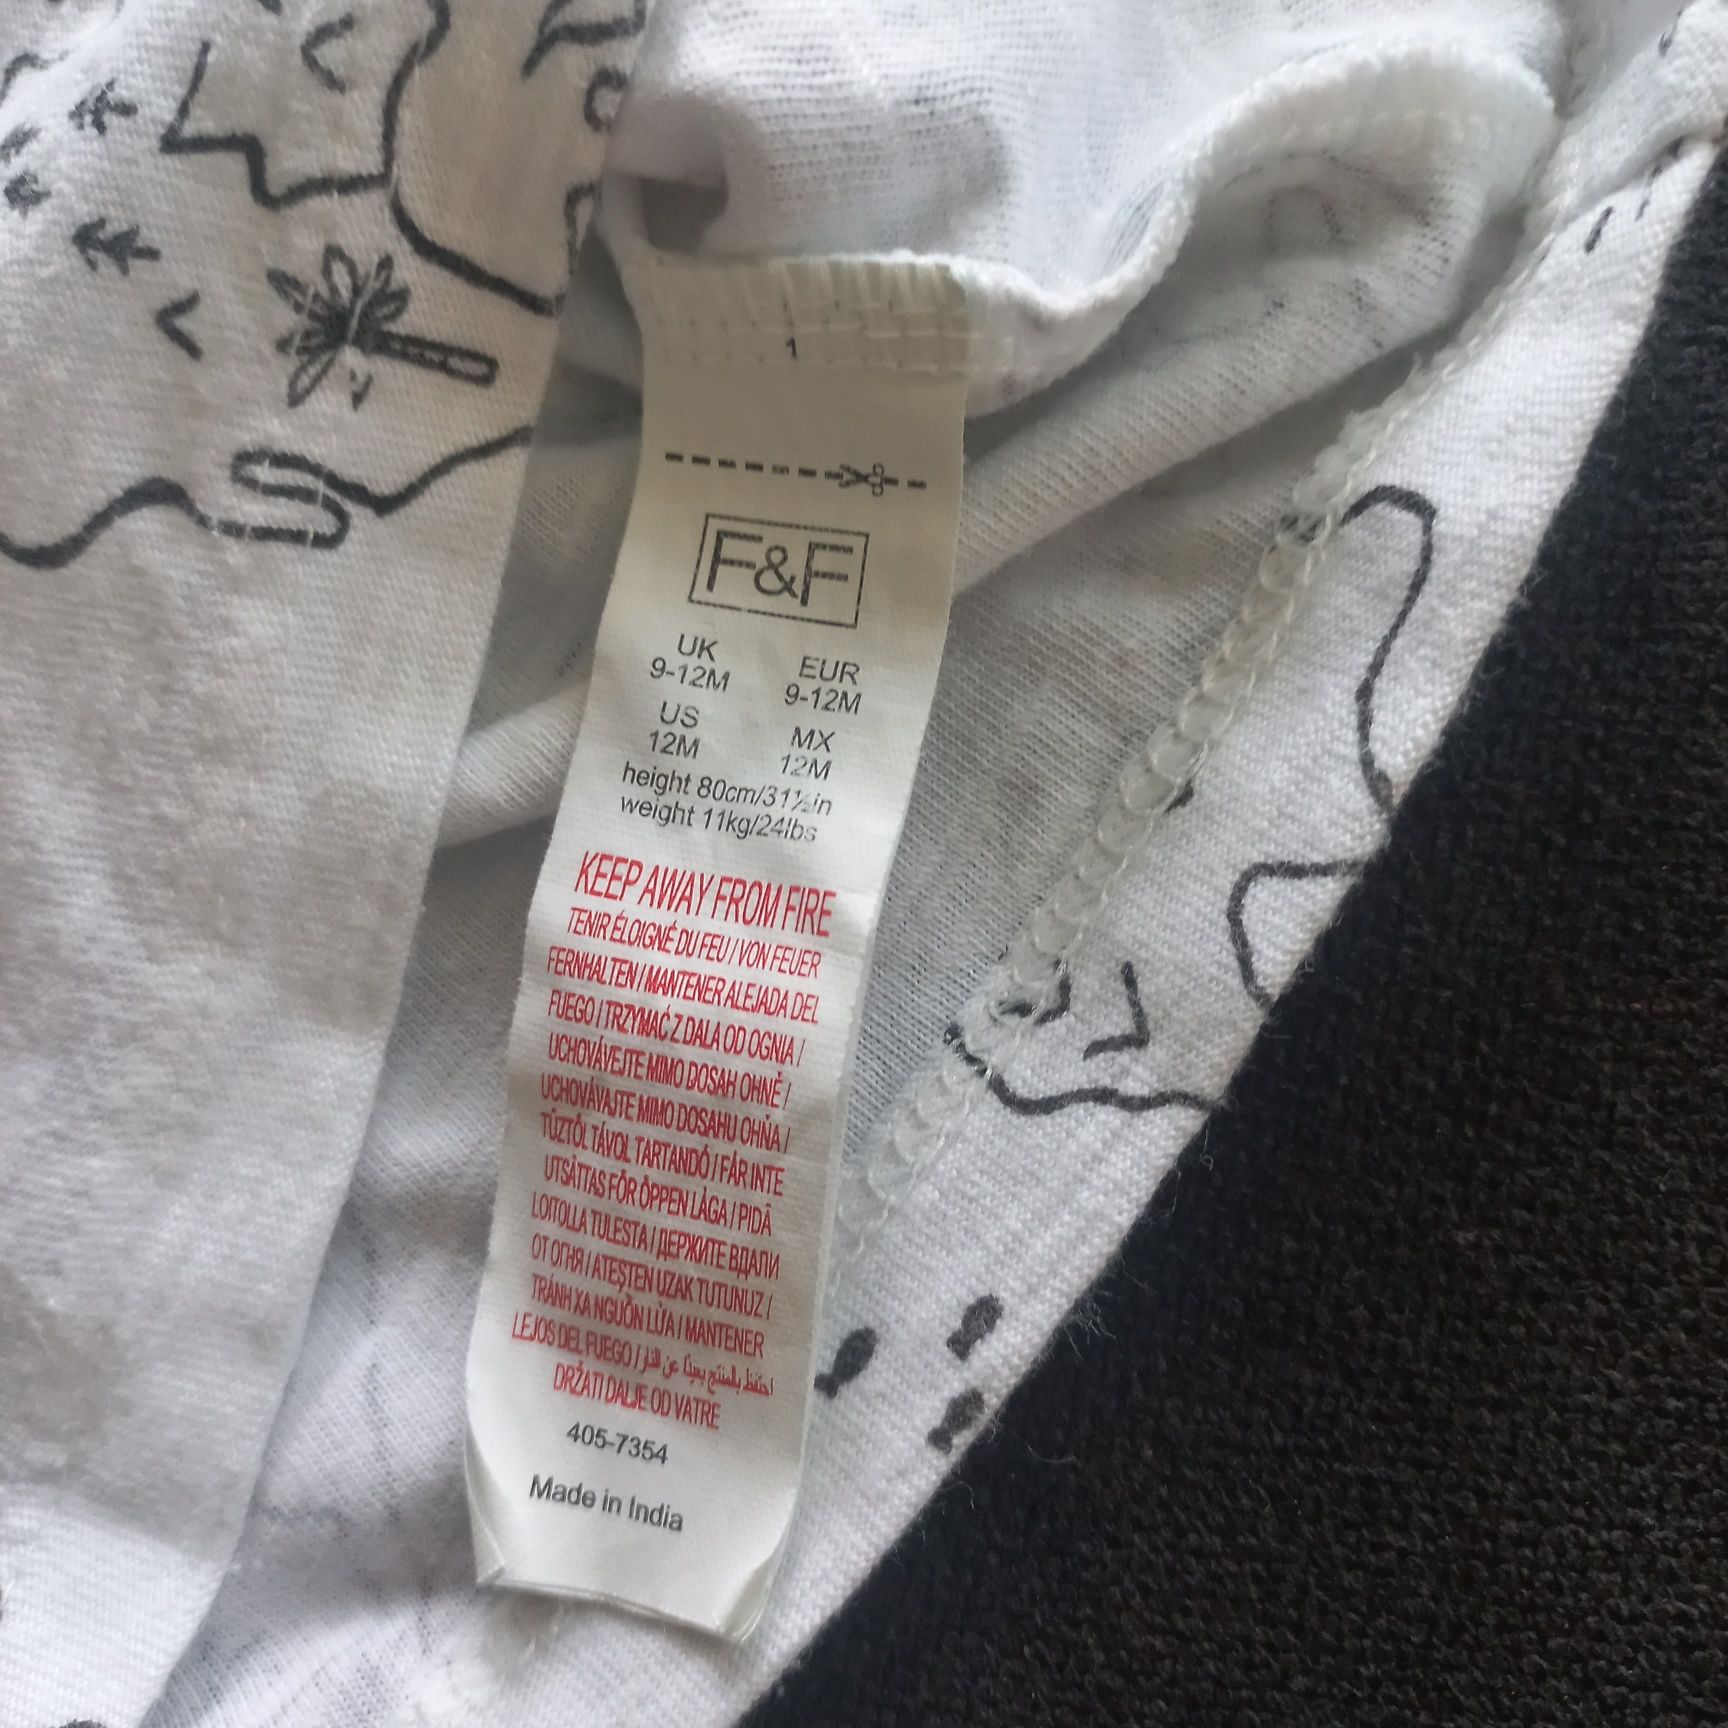 1
F&F
UK EUR
9-12M 9-12M
US MX
12M 12M
height 80cm/31½in
weight 11kg/24lbs
KEEP AWAY FROM FIRE
TENIR ÉLOIGNÉ DU FEU / VON FEUER
FERNHALTEN / MANTENER ALEJADA DEL
FUEGO / TRZYMAĆ Z DALA OD OGNIA /
UCHOVÁVEJTE MIMO DOSAH OHNĚ /
UCHOVÁVAJTE MIMO DOSAHU OHŇA /
TŰZTŐL TÁVOL TARTANDÓ / FÅR INTE
UTSÄTTAS FÖR ÖPPEN LÅGA / PIDÄ
LOITOLLA TULESTA / ДЕРЖИТЕ ВДАЛИ
ОТ ОГНЯ / ATEŞTEN UZAK TUTUNUZ /
TRÁNH XA NGUỒN LỬA / MANTENER
LEJOS DEL FUEGO / احتفظ بالمنتج بعيدًا عن النار
DRŽATI DALJE OD VATRE
405-7354
Made in India